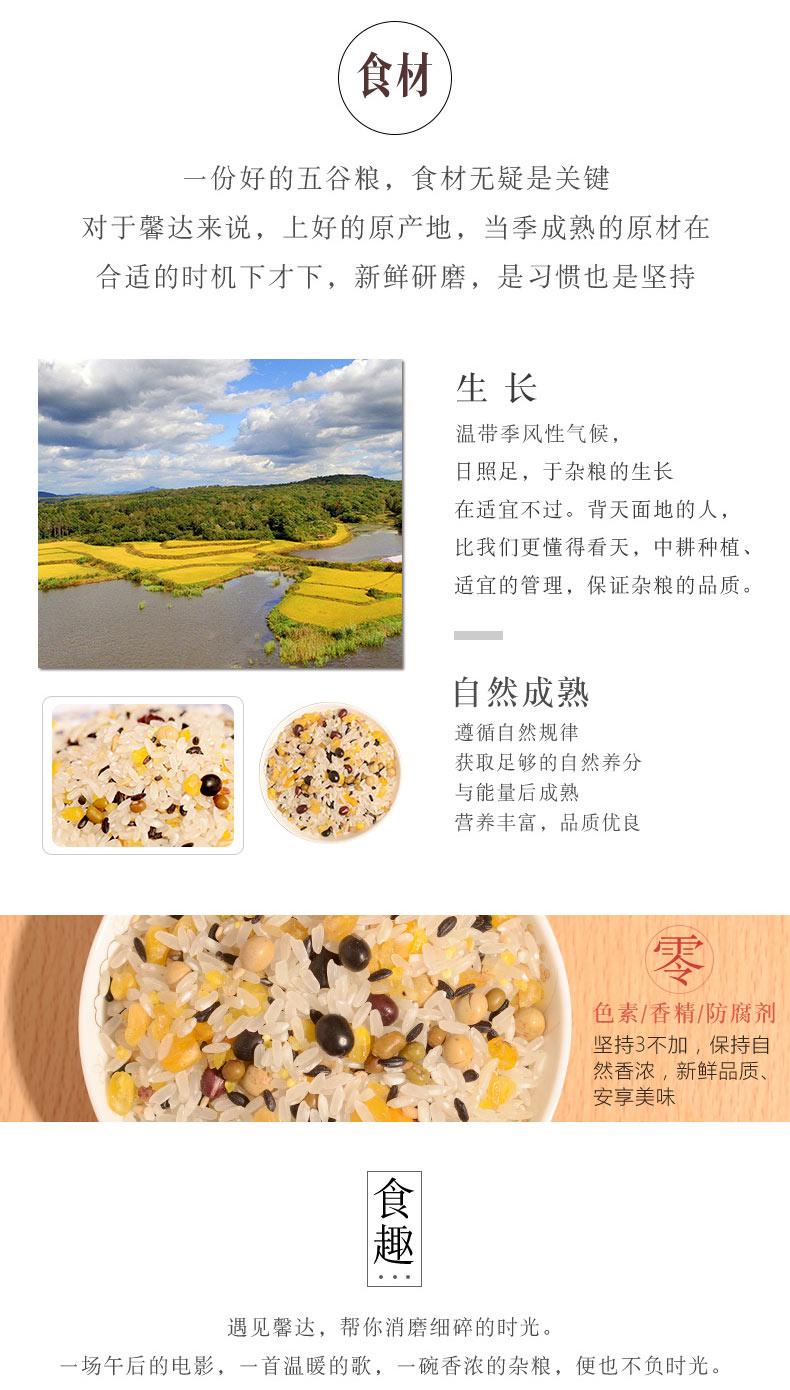 食材
一份好的五谷粮，食材无疑是关键
对于馨达来说，上好的原产地，当季成熟的原材在
合适的时机下才下，新鲜研磨，是习惯也是坚持
生长
温带季风性气候，
日照足，于杂粮的生长
在适宜不过。背天面地的人，
比我们更懂得看天，中耕种植、
适宜的管理，保证杂粮的品质。
自然成熟
遵循自然规律
获取足够的自然养分
与能量后成熟
营养丰富，品质优良
零
色素/香精/防腐剂
坚持3不加，保持自
然香浓，新鲜品质、
安享美味
食趣
遇见馨达，帮你消磨细碎的时光。
一场午后的电影，一首温暖的歌，一碗香浓的杂粮，便也不负时光。